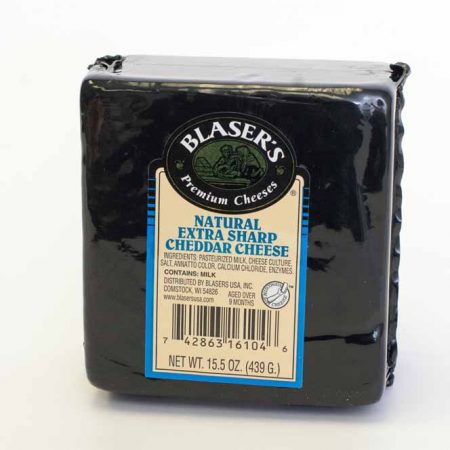 BLASER'S
Premium Cheeses
®
NATURAL
EXTRA SHARP
CHEDDAR CHEESE
INGREDIENTS: PASTEURIZED MILK, CHEESE CULTURE,
SALT, ANNATTO COLOR, CALCIUM CHLORIDE, ENZYMES.
CONTAINS: MILK
DISTRIBUTED BY BLASERS USA, INC.
COMSTOCK, WI 54826
www.blasersusa.com
AGED OVER
9 MONTHS
7 42863 16104 6
NET WT. 15.5 OZ. (439 G.)